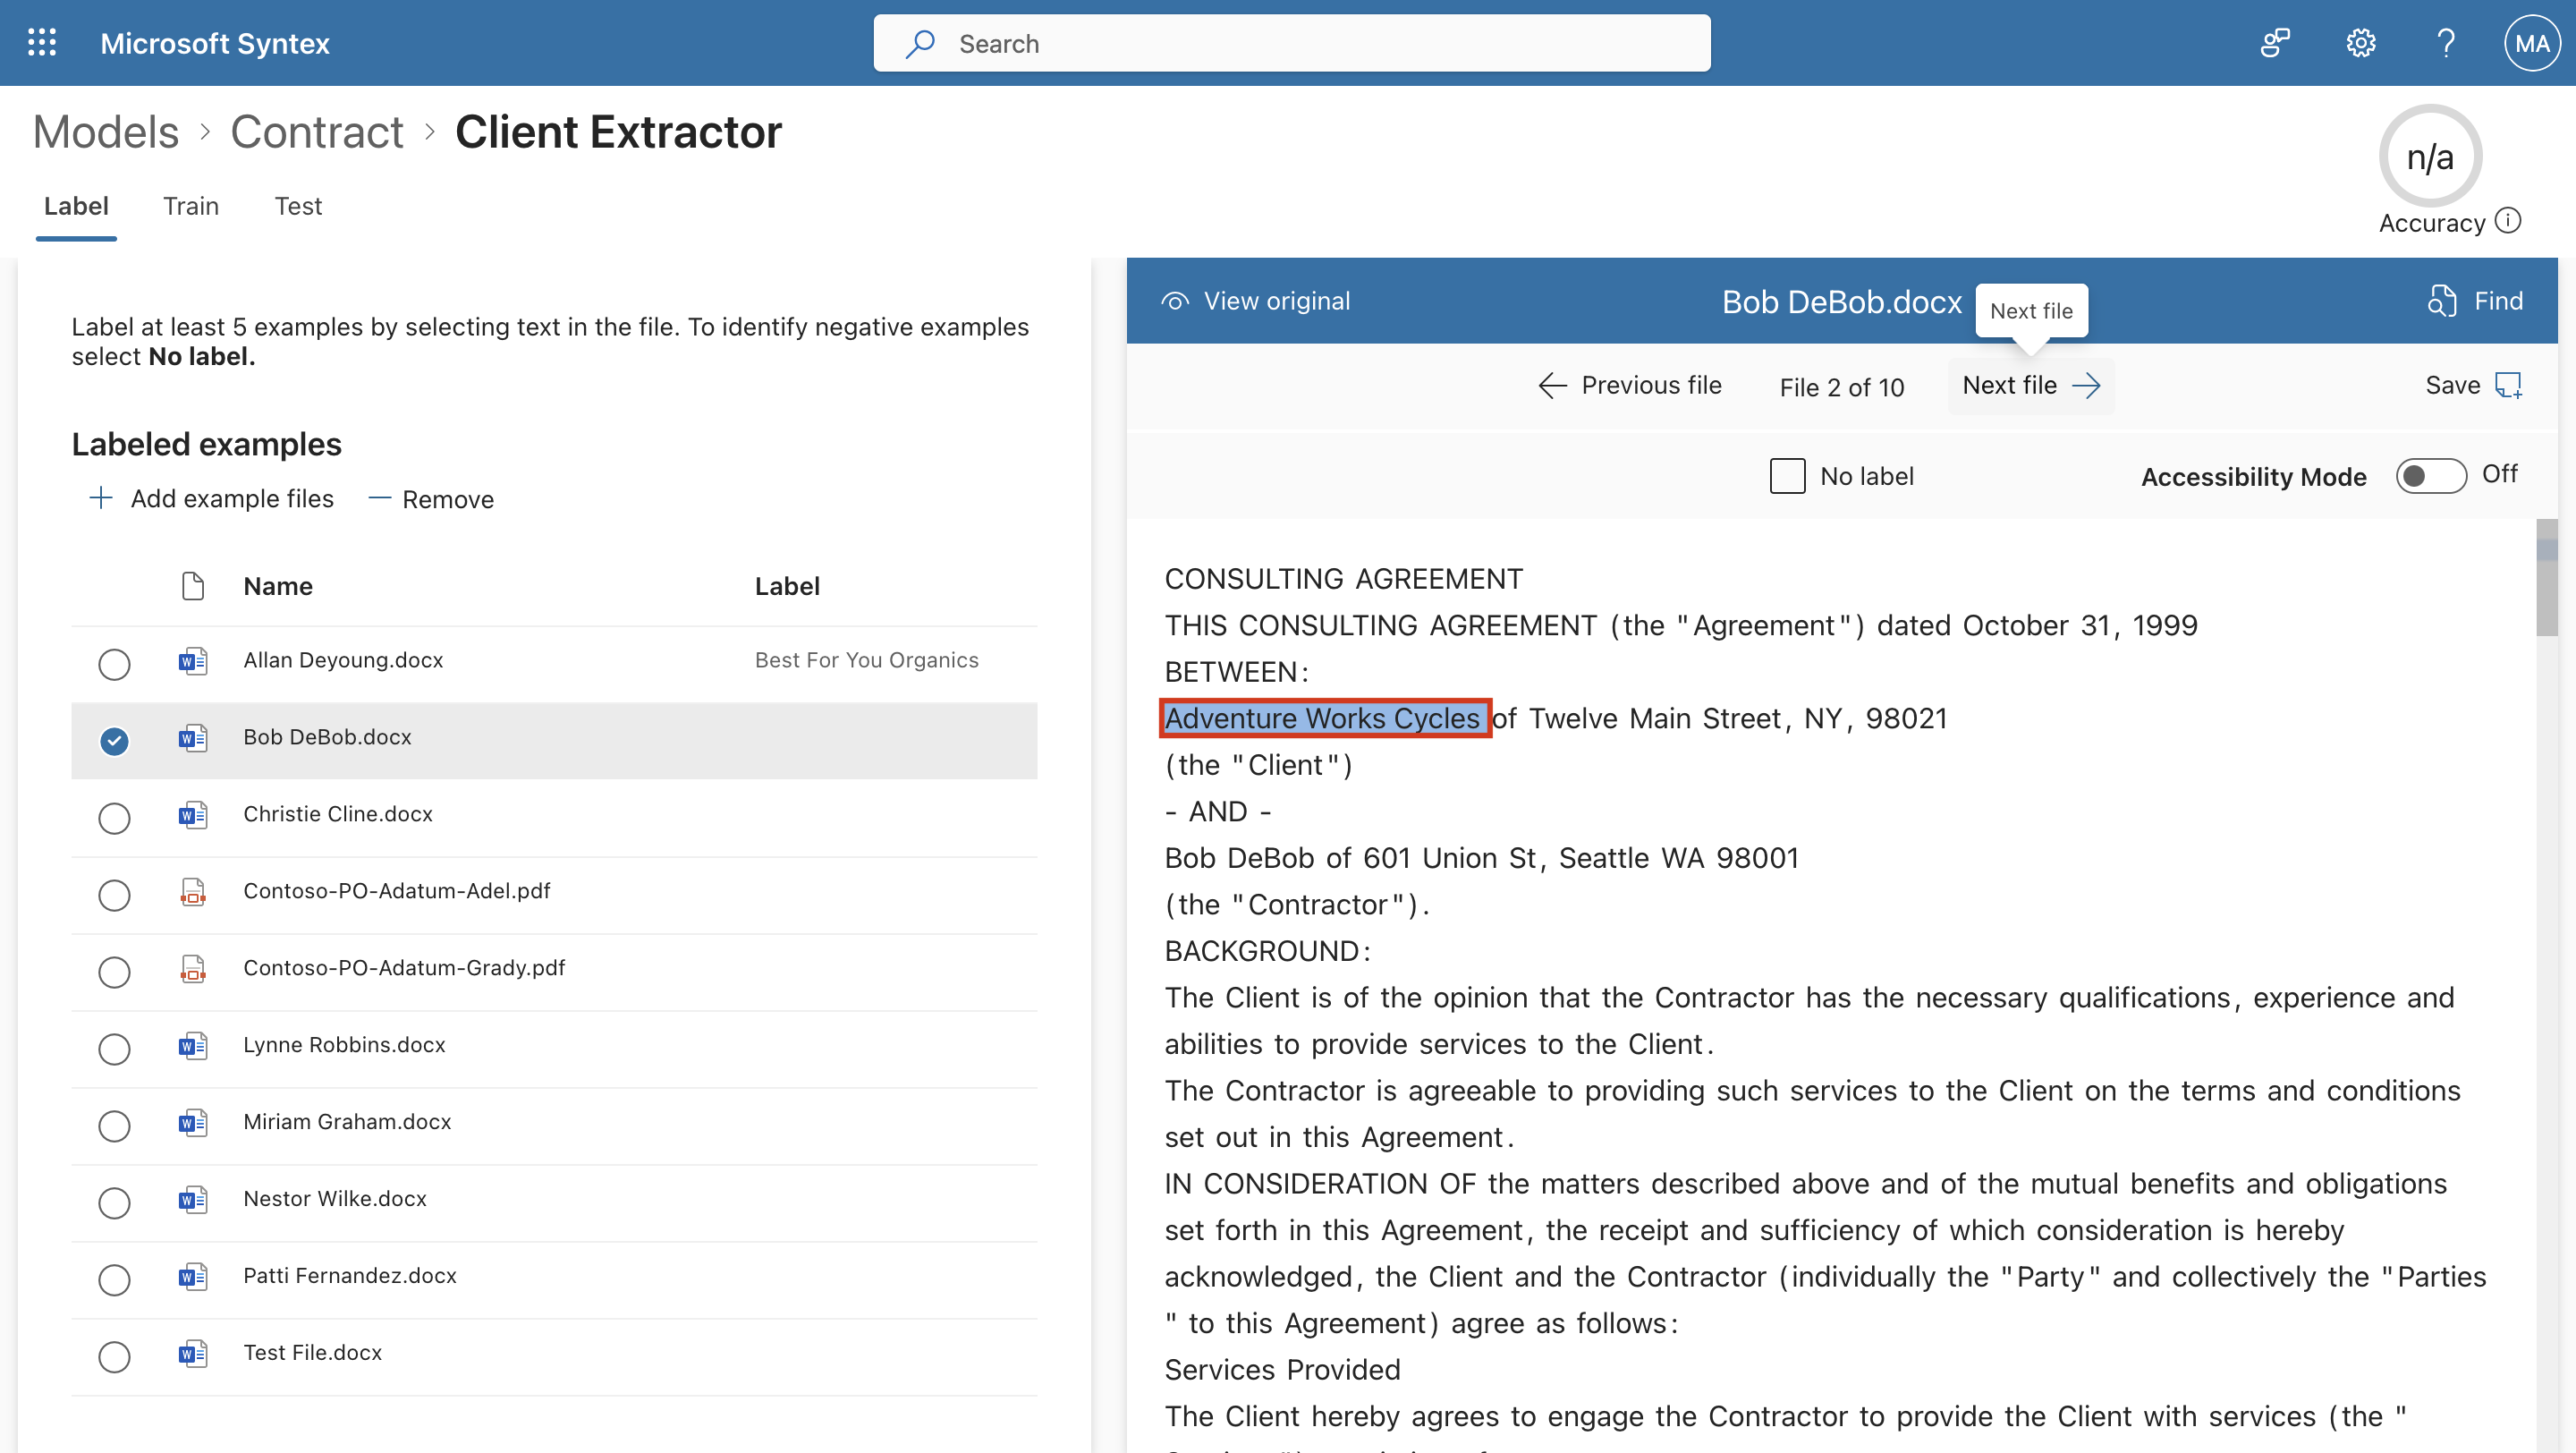 Microsoft Syntex
Search
MA
Models > Contract > Client Extractor
n/a
Accuracy
Label
Train
Test
Label at least 5 examples by selecting text in the file. To identify negative examples
select No label.
Labeled examples
+ Add example files
Remove
Name
Label
Allan Deyoung.docx
Best For You Organics
Bob DeBob.docx
Christie Cline.docx
Contoso-PO-Adatum-Adel.pdf
Contoso-PO-Adatum-Grady.pdf
Lynne Robbins.docx
Miriam Graham.docx
Nestor Wilke.docx
Patti Fernandez.docx
Test File.docx
View original
Bob DeBob.docx
Next file
Find
Previous file
File 2 of 10
Next file
Save
No label
Accessibility Mode
Off
CONSULTING AGREEMENT
THIS CONSULTING AGREEMENT (the "Agreement") dated October 31, 1999
BETWEEN:
Adventure Works Cycles of Twelve Main Street, NY, 98021
(the "Client")
- AND -
Bob DeBob of 601 Union St, Seattle WA 98001
(the "Contractor").
BACKGROUND:
The Client is of the opinion that the Contractor has the necessary qualifications, experience and
abilities to provide services to the Client.
The Contractor is agreeable to providing such services to the Client on the terms and conditions
set out in this Agreement.
IN CONSIDERATION OF the matters described above and of the mutual benefits and obligations
set forth in this Agreement, the receipt and sufficiency of which consideration is hereby
acknowledged, the Client and the Contractor (individually the "Party" and collectively the "Parties
" to this Agreement) agree as follows:
Services Provided
The Client hereby agrees to engage the Contractor to provide the Client with services (the "